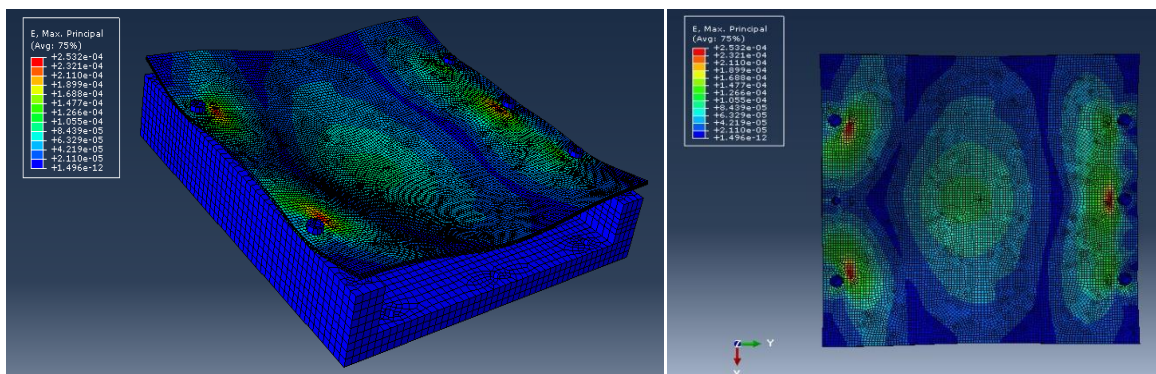 E, Max. Principal
(Avg: 75%)
+2.532e-04
+2.321e-04
+2.110e-04
+1.899e-04
+1.688e-04
+1.477e-04
+1.266e-04
+1.055e-04
+8.439e-05
+6.329e-05
+4.219e-05
+2.110e-05
+1.496e-12
E, Max. Principal
(Avg: 75%)
+2.532e-04
+2.321e-04
+2.110e-04
+1.899e-04
+1.688e-04
+1.477e-04
+1.266e-04
+1.055e-04
+8.439e-05
+6.329e-05
+4.219e-05
+2.110e-05
+1.496e-12
Z Y